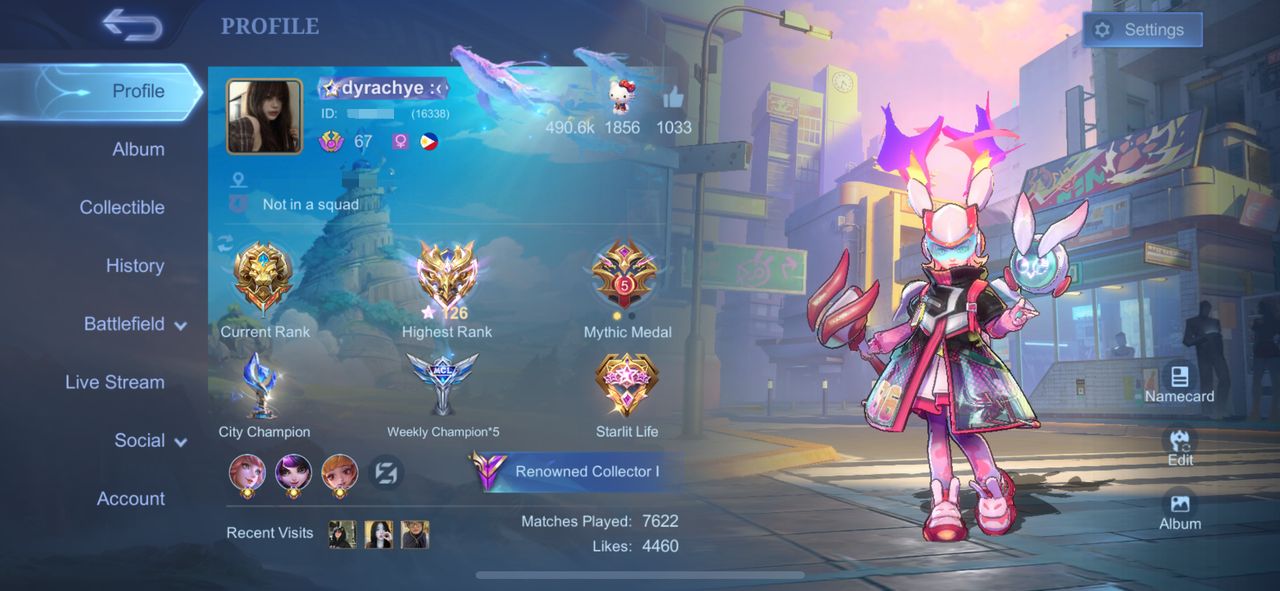 PROFILE
Settings
Profile
Album
Collectible
History
Battlefield
Live Stream
Social
Account
☆dyrachye :‹
ID: (16338)
67
490.6k 1856 1033
Not in a squad
5
126
Current Rank Highest Rank Mythic Medal
MCL
City Champion Weekly Champion*5 Starlit Life
Renowned Collector I
Matches Played: 7622
Recent Visits
Likes: 4460
Namecard
Edit
Album